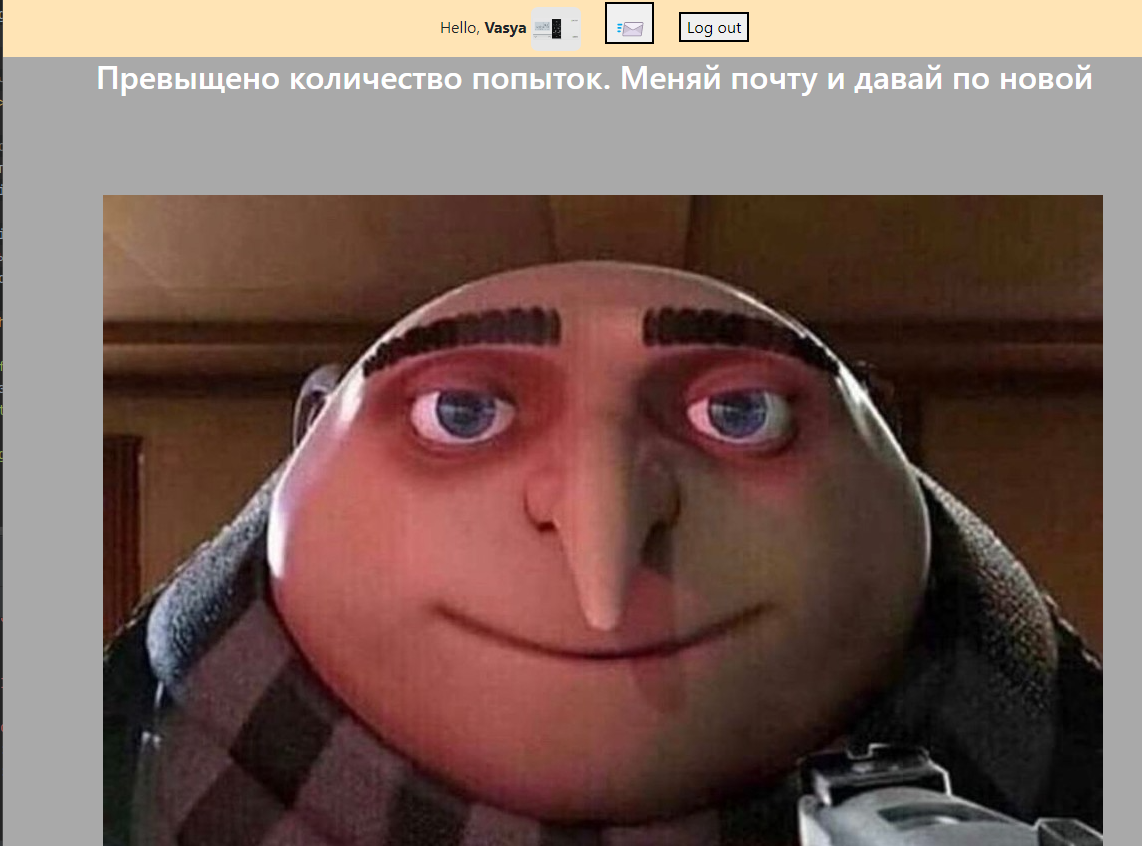 Hello, Vasya Log out
Превыщено количество попыток. Меняй почту и давай по новой